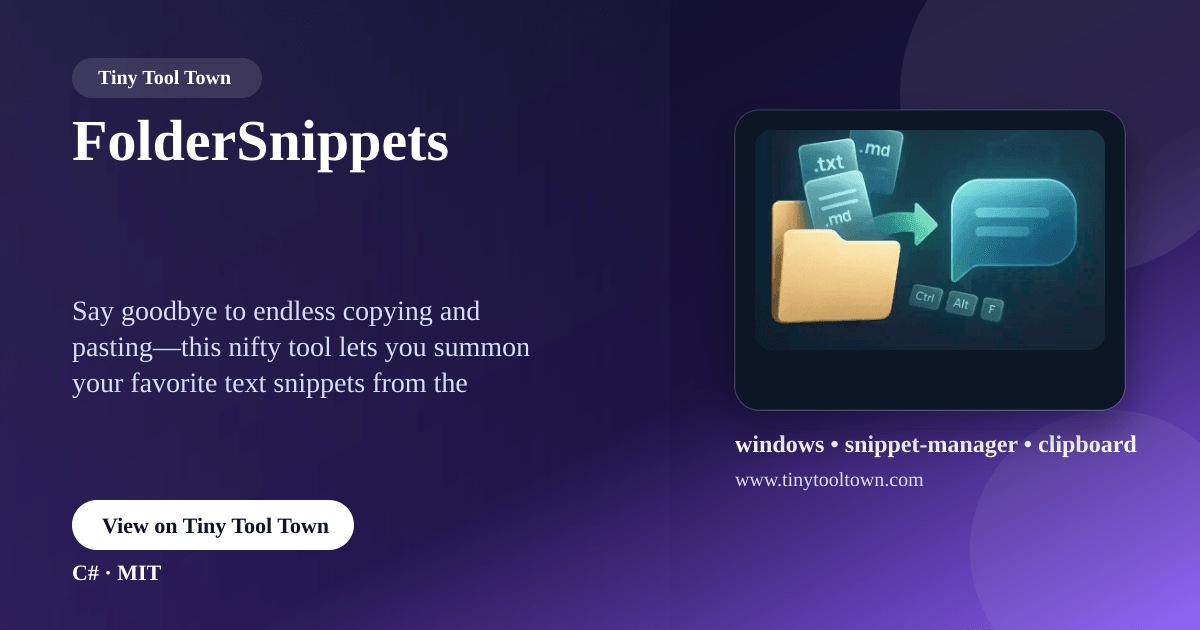 Tiny Tool Town
FolderSnippets
Say goodbye to endless copying and
pasting—this nifty tool lets you summon
your favorite text snippets from the
View on Tiny Tool Town
C# · MIT
.txt
.md
.md
Ctrl
Alt
F
windows • snippet-manager • clipboard
www.tinytooltown.com